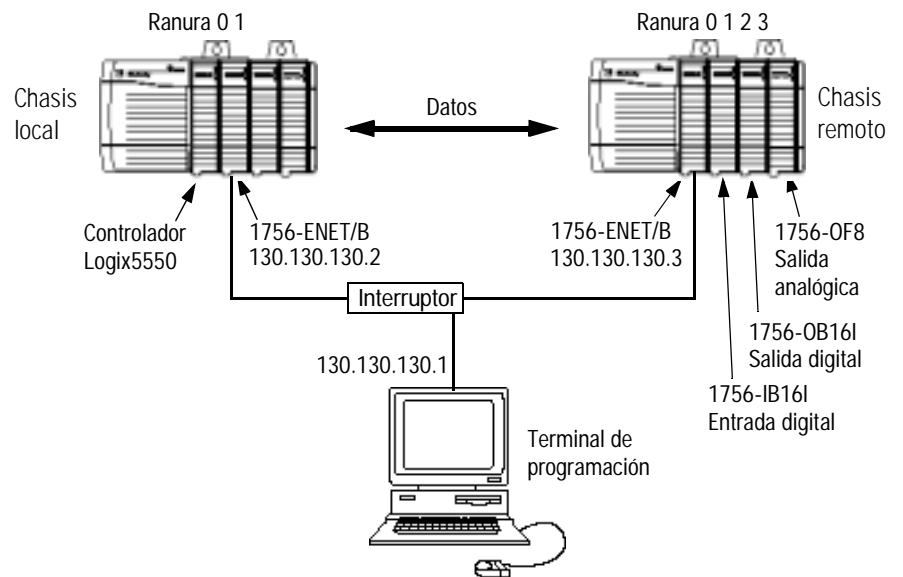 Ranura 0 1
Ranura 0 1 2 3
Chasis
local
Datos
Chasis
remoto
Controlador
Logix5550
1756-ENET/B
130.130.130.2
1756-ENET/B
130.130.130.3
1756-OF8
Salida
analógica
Interruptor
1756-OB16I
Salida digital
130.130.130.1
1756-IB16I
Entrada digital
Terminal de
programación